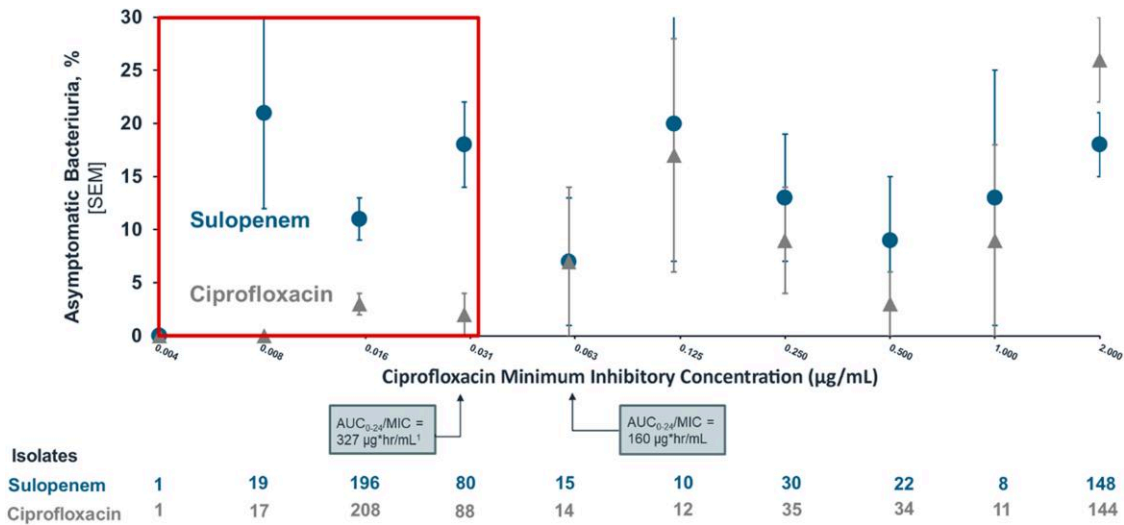 30
25
20
15
10
5
0
Asymptomatic Bacteriuria, %
[SEM]
Sulopenem
Ciprofloxacin
0.004 0.008 0.016 0.031 0.063 0.125 0.250 0.500 1.000 2.000
Ciprofloxacin Minimum Inhibitory Concentration (µg/mL)
AUC₀₋₂₄/MIC =
327 µg*hr/mL¹
AUC₀₋₂₄/MIC =
160 µg*hr/mL
Isolates
Sulopenem 1 19 196 80 15 10 30 22 8 148
Ciprofloxacin 1 17 208 88 14 12 35 34 11 144